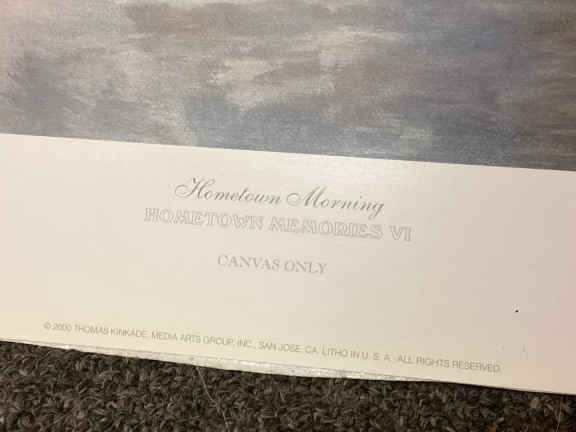 Hometown Morning
HOMETOWN MEMORIES VI
CANVAS ONLY
© 2000 THOMAS KINKADE, MEDIA ARTS GROUP, INC., SAN JOSE, CA. LITHO IN U. S. A. ALL RIGHTS RESERVED.